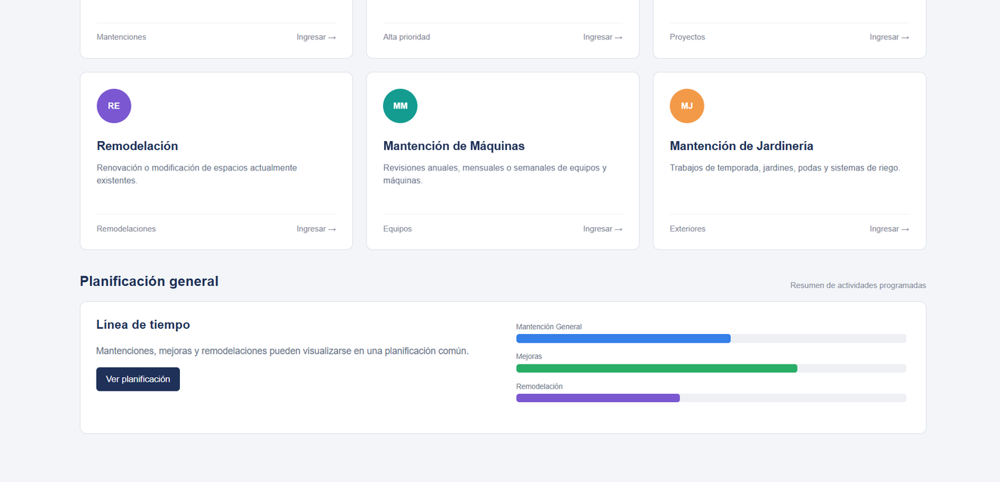 Mantenciones
Ingresar →
Alta prioridad
Ingresar →
Proyectos
Ingresar →
RE
Remodelación
Renovación o modificación de espacios actualmente
existentes.
Remodelaciones
Ingresar →
MM
Mantención de Máquinas
Revisiones anuales, mensuales o semanales de equipos y
máquinas.
Equipos
Ingresar →
MJ
Mantención de Jardinería
Trabajos de temporada, jardines, podas y sistemas de riego.
Exteriores
Ingresar →
Planificación general
Resumen de actividades programadas
Línea de tiempo
Mantenciones, mejoras y remodelaciones pueden visualizarse en una planificación común.
Ver planificación
Mantención General
Mejoras
Remodelación